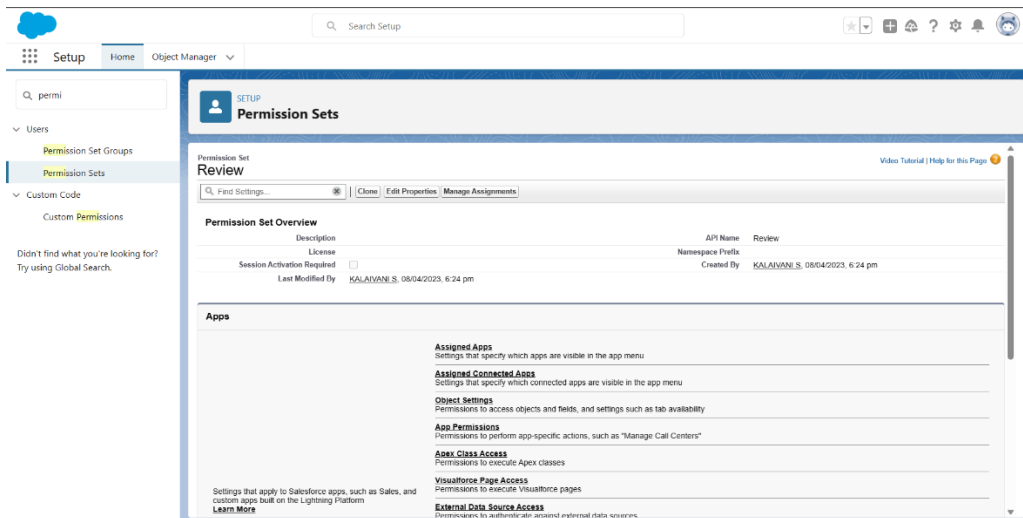 Search Setup
Setup
Home
Object Manager
permi
Users
Permission Set Groups
Permission Sets
Custom Code
Custom Permissions
Didn't find what you're looking for?
Try using Global Search.
SETUP
Permission Sets
Permission Set
Review
Video Tutorial | Help for this Page
Find Settings...
Clone
Edit Properties
Manage Assignments
Permission Set Overview
Description
API Name Review
License
Namespace Prefix
Session Activation Required
Created By KALAIVANI S, 08/04/2023, 6:24 pm
Last Modified By KALAIVANI S, 08/04/2023, 6:24 pm
Apps
Settings that apply to Salesforce apps, such as Sales, and
custom apps built on the Lightning Platform
Learn More
Assigned Apps
Settings that specify which apps are visible in the app menu
Assigned Connected Apps
Settings that specify which connected apps are visible in the app menu
Object Settings
Permissions to access objects and fields, and settings such as tab availability
App Permissions
Permissions to perform app-specific actions, such as "Manage Call Centers"
Apex Class Access
Permissions to execute Apex classes
Visualforce Page Access
Permissions to execute Visualforce pages
External Data Source Access
Permissions to authenticate against external data sources